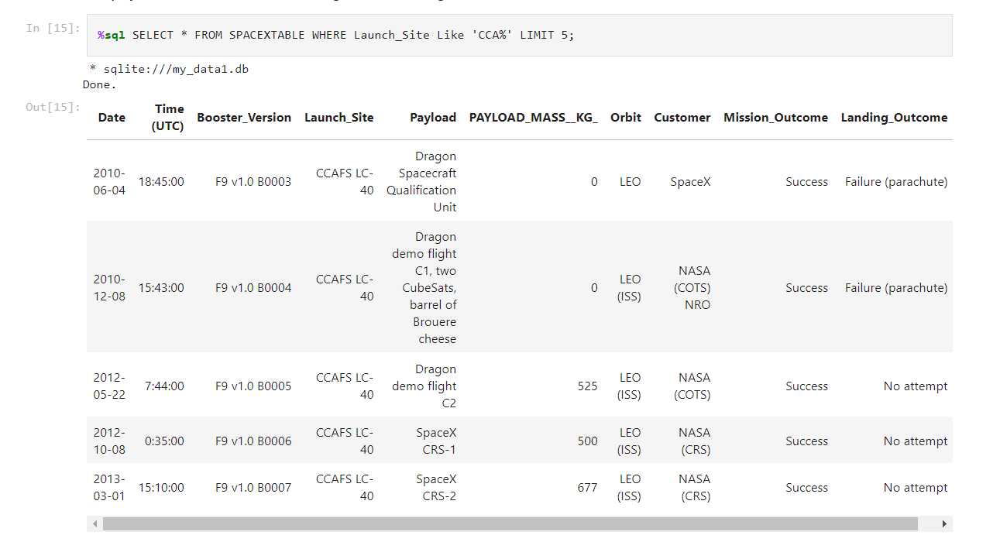 In [15]:
%sql SELECT * FROM SPACEXTABLE WHERE Launch_Site Like 'CCA%' LIMIT 5;
* sqlite:///my_data1.db
Done.
Out[15]:
Date Time (UTC) Booster_Version Launch_Site Payload PAYLOAD_MASS__KG_ Orbit Customer Mission_Outcome Landing_Outcome
2010-06-04 18:45:00 F9 v1.0 B0003 CCAFS LC-40 Dragon Spacecraft Qualification Unit 0 LEO SpaceX Success Failure (parachute)
2010-12-08 15:43:00 F9 v1.0 B0004 CCAFS LC-40 Dragon demo flight C1, two CubeSats, barrel of Brouere cheese 0 LEO (ISS) NASA (COTS) NRO Success Failure (parachute)
2012-05-22 7:44:00 F9 v1.0 B0005 CCAFS LC-40 Dragon demo flight C2 525 LEO (ISS) NASA (COTS) Success No attempt
2012-10-08 0:35:00 F9 v1.0 B0006 CCAFS LC-40 SpaceX CRS-1 500 LEO (ISS) NASA (CRS) Success No attempt
2013-03-01 15:10:00 F9 v1.0 B0007 CCAFS LC-40 SpaceX CRS-2 677 LEO (ISS) NASA (CRS) Success No attempt